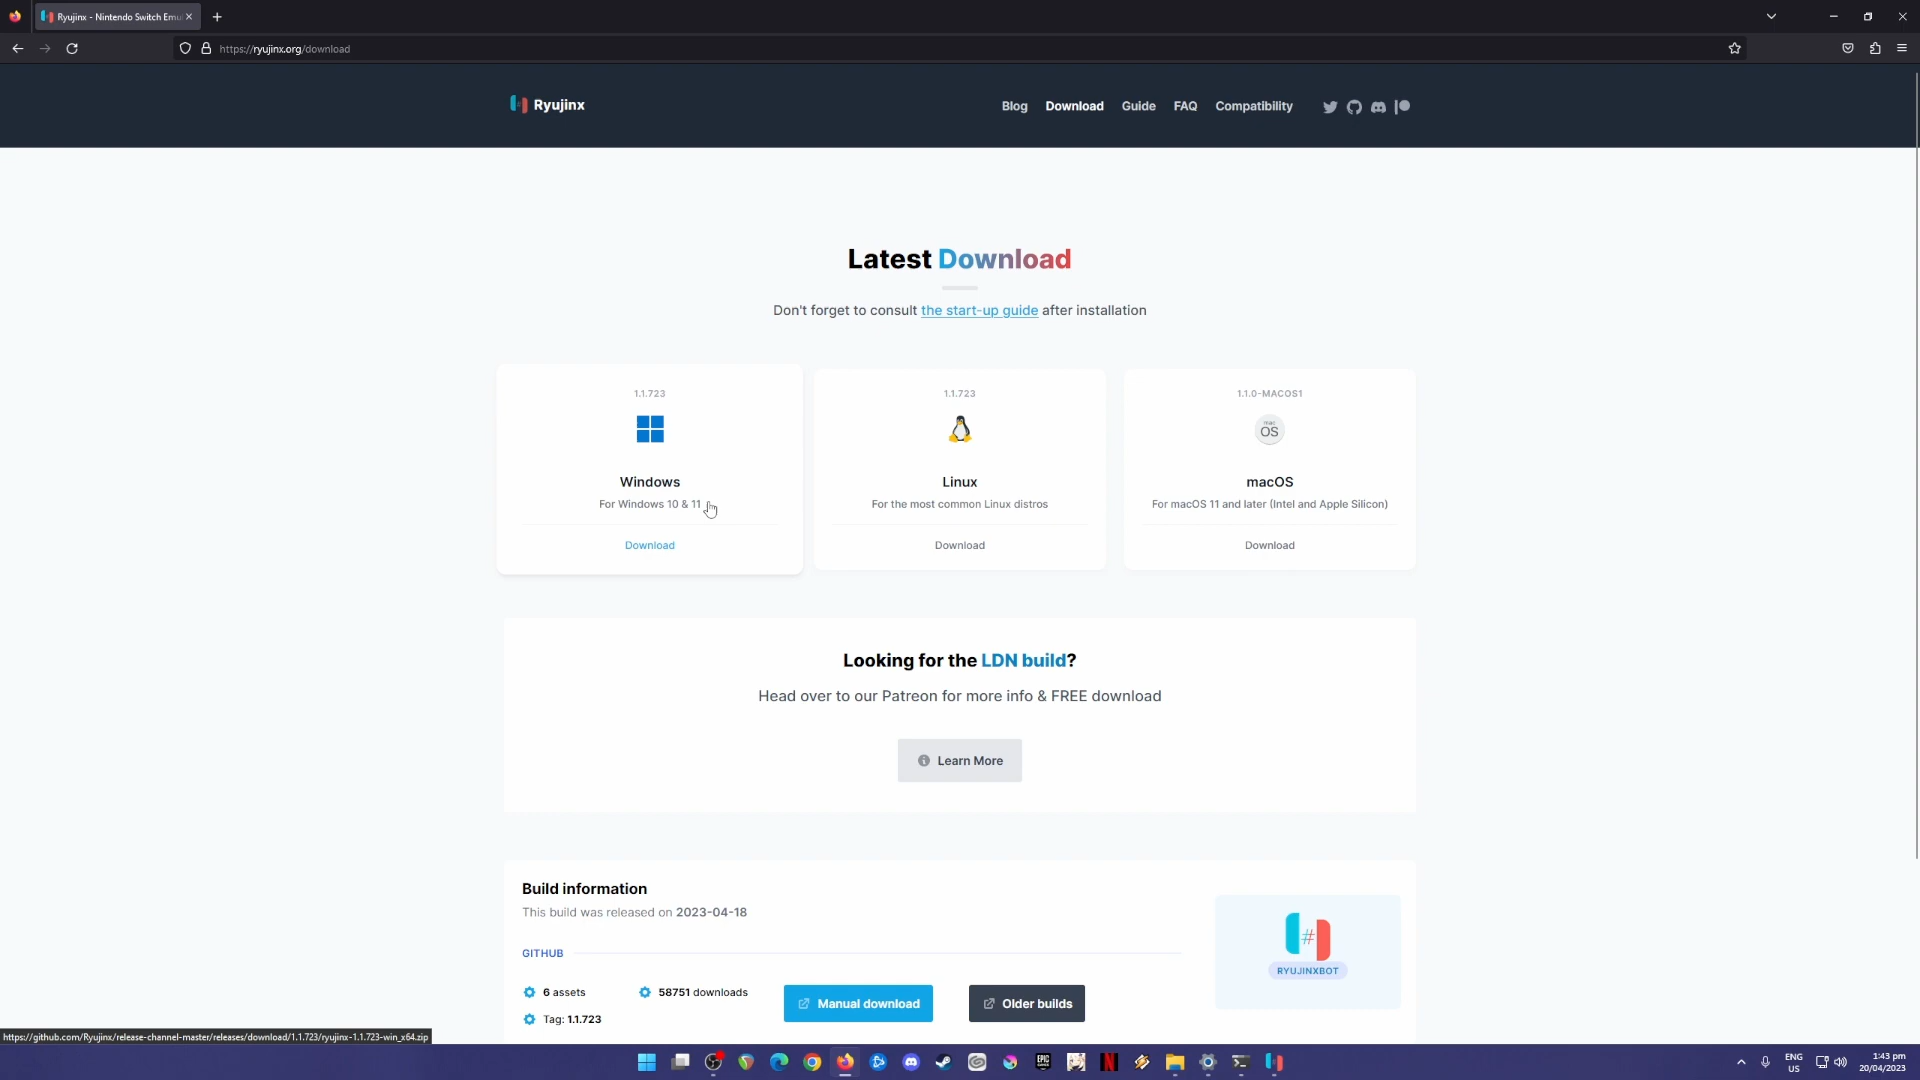 Ryujinx - Nintendo Switch Emu
https://ryujinx.org/download
Ryujinx
Blog Download Guide FAQ Compatibility
Latest Download
Don't forget to consult the start-up guide after installation
1.1.723
Windows
For Windows 10 & 11
Download
1.1.723
Linux
For the most common Linux distros
Download
1.1.0-MACOS1
mac
OS
macOS
For macOS 11 and later (Intel and Apple Silicon)
Download
Looking for the LDN build?
Head over to our Patreon for more info & FREE download
Learn More
Build information
This build was released on 2023-04-18
GITHUB
6 assets
58751 downloads
Tag: 1.1.723
Manual download
Older builds
#
RYUJINXBOT
https://github.com/Ryujinx/release-channel-master/releases/download/1.1.723/ryujinx-1.1.723-win_x64.zip
EPIC
GAMES
N
ENG
US
1:43 pm
20/04/2023